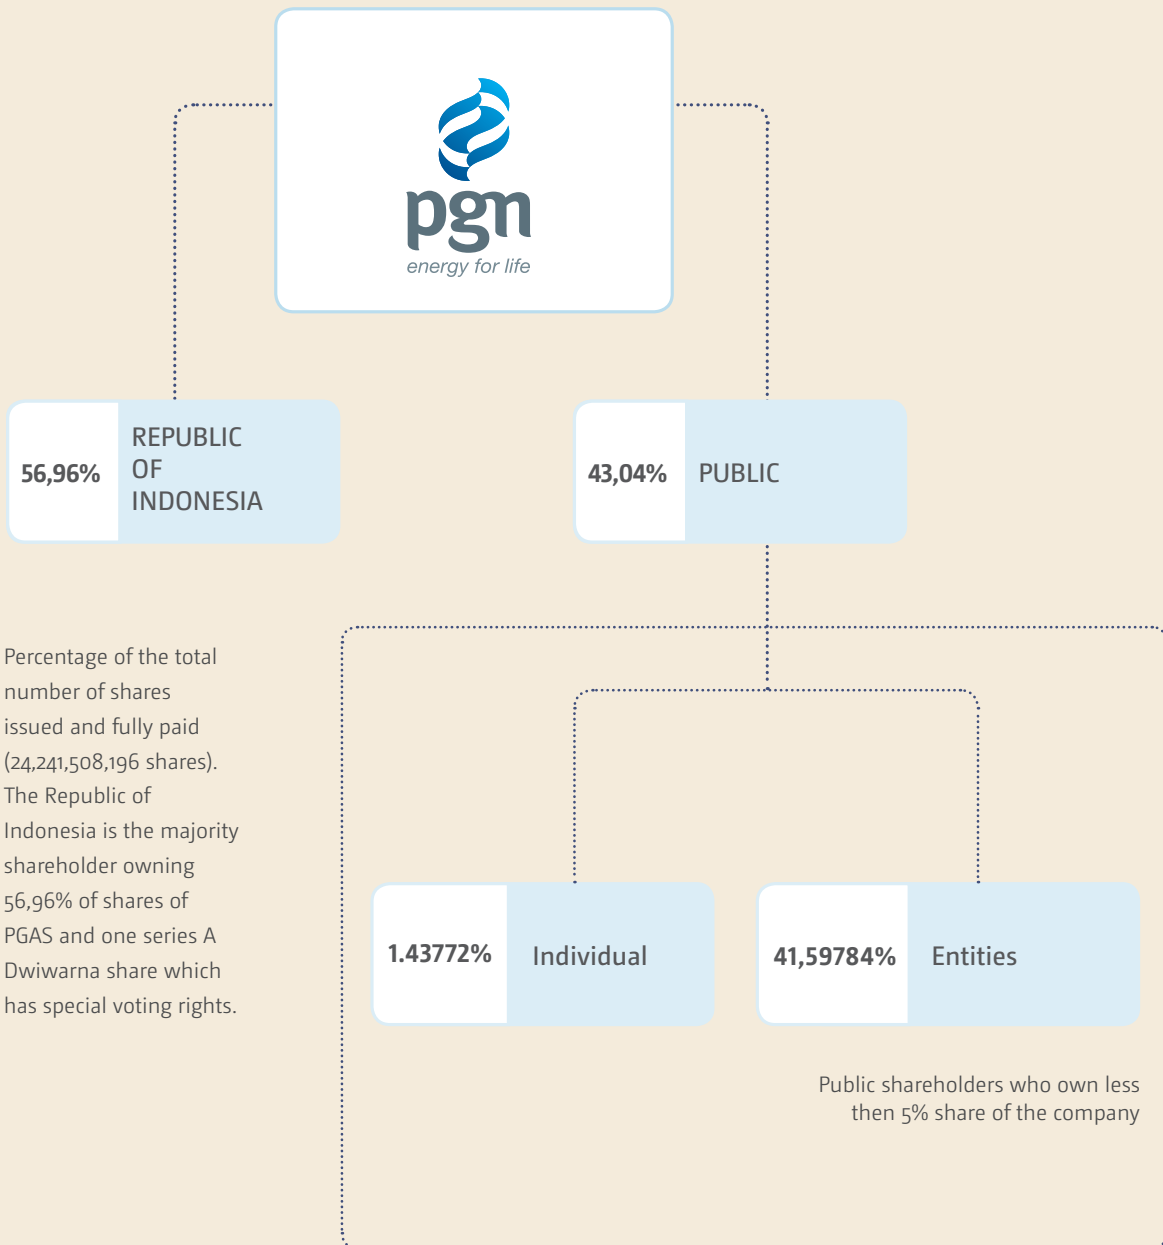 pgn
energy for life
56,96%
REPUBLIC
OF
INDONESIA
43,04%
PUBLIC
Percentage of the total
number of shares
issued and fully paid
(24,241,508,196 shares).
The Republic of
Indonesia is the majority
shareholder owning
56,96% of shares of
PGAS and one series A
Dwiwarna share which
has special voting rights.
1.43772%
Individual
41,59784%
Entities
Public shareholders who own less
then 5% share of the company